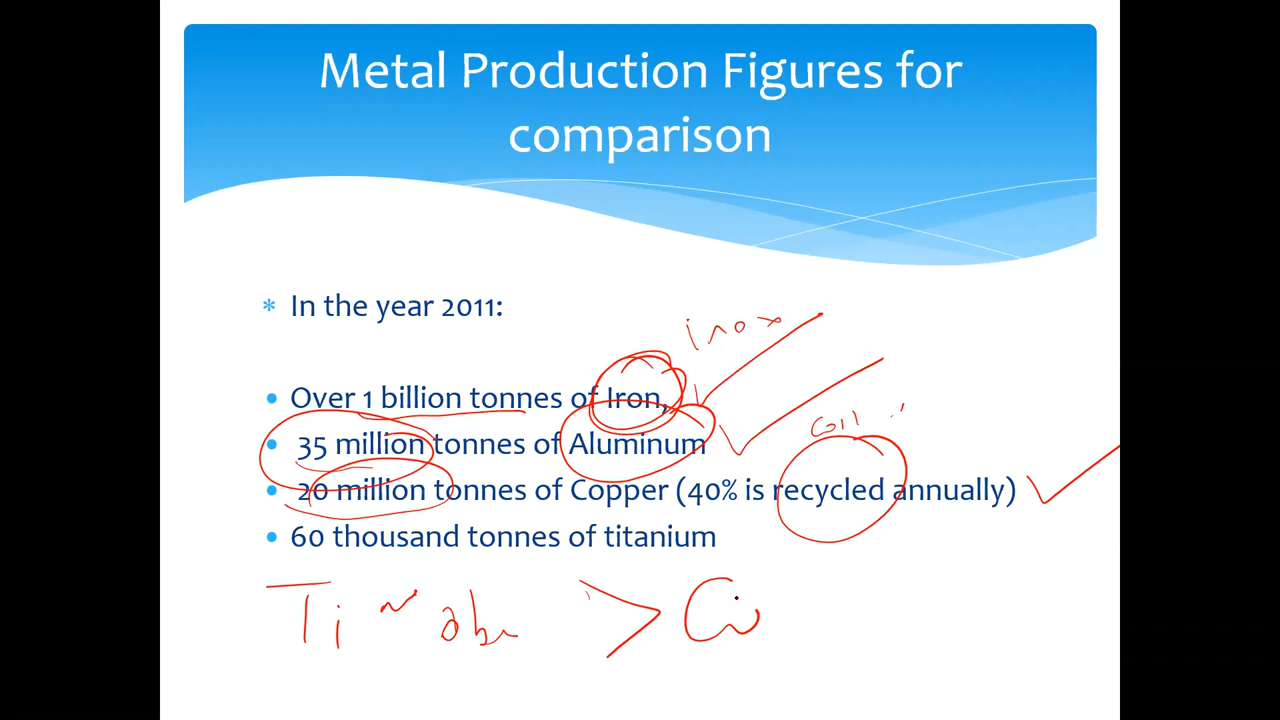 Metal Production Figures for
comparison
* In the year 2011:
inox
• Over 1 billion tonnes of Iron,
• 35 million tonnes of Aluminum
• 20 million tonnes of Copper (40% is recycled annually)
• 60 thousand tonnes of titanium
Ti ~ >